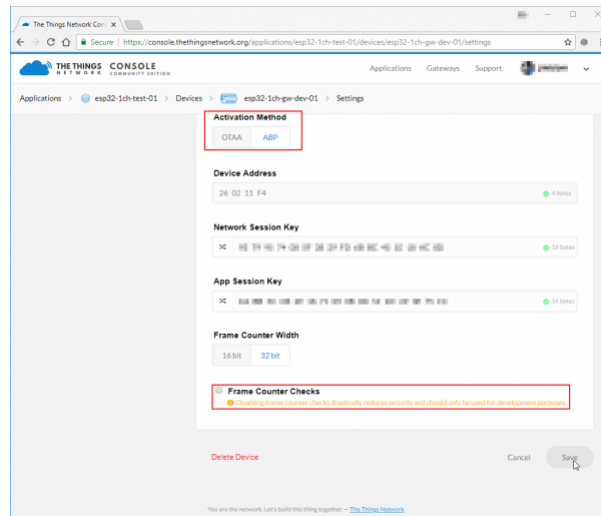 The Things Network Con
Secure | https://console.thethingsnetwork.org/applications/esp32-1ch-test-01/devices/esp32-1ch-gw-dev-01/settings
THE THINGS NETWORK CONSOLE COMMUNITY EDITION
Applications Gateways Support
Applications > esp32-1ch-test-01 > Devices > esp32-1ch-gw-dev-01 > Settings
Activation Method
OTAA ABP
Device Address
26 02 11 F4 4 bytes
Network Session Key
16 bytes
App Session Key
16 bytes
Frame Counter Width
16 bit 32 bit
Frame Counter Checks
Disabling frame counter checks drastically reduces security and should only be used for development purposes
Delete Device Cancel Save
You are the network. Let's build this thing together. — The Things Network